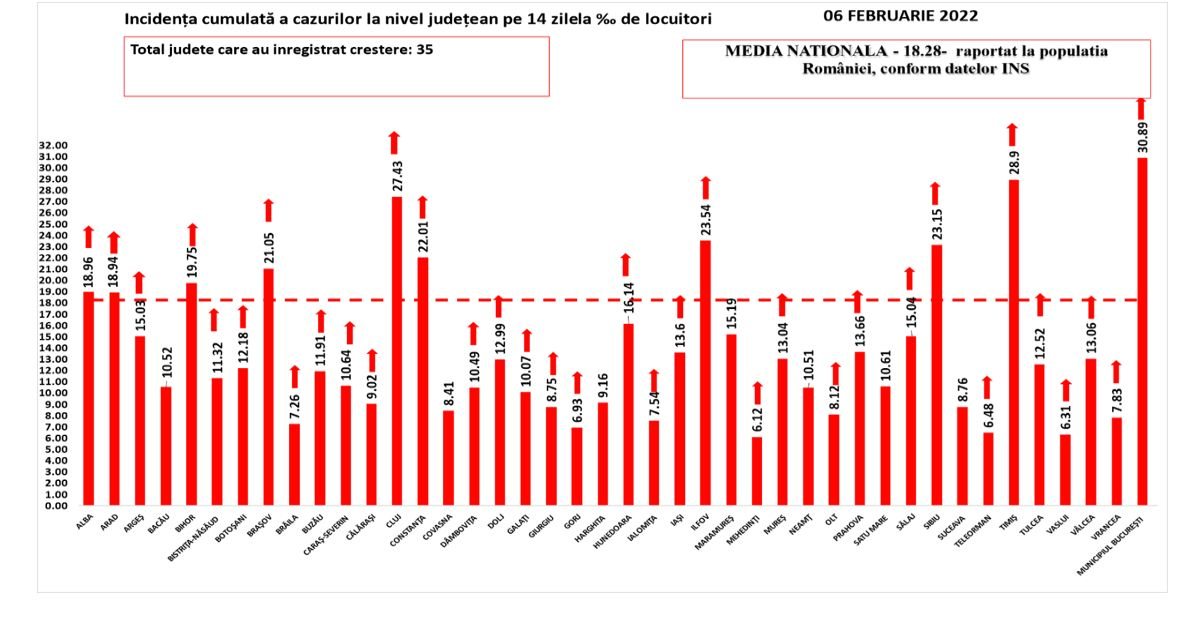 Incidența cumulată a cazurilor la nivel județean pe 14 zilela ‰ de locuitori
06 FEBRUARIE 2022
Total judete care au inregistrat crestere: 35
MEDIA NATIONALA - 18.28- raportat la populatia
României, conform datelor INS
32.00
31.00
30.00
29.00
28.00
27.00
26.00
25.00
24.00
23.00
22.00
21.00
20.00
19.00
18.00
17.00
16.00
15.00
14.00
13.00
12.00
11.00
10.00
9.00
8.00
7.00
6.00
5.00
4.00
3.00
2.00
1.00
0.00
18.96
18.94
15.03
10.52
19.75
11.32
12.18
21.05
7.26
11.91
10.64
9.02
27.43
22.01
8.41
10.49
12.99
10.07
8.75
6.93
9.16
16.14
7.54
13.6
23.54
15.19
6.12
13.04
10.51
8.12
13.66
10.61
15.04
23.15
8.76
6.48
28.9
12.52
6.31
13.06
7.83
30.89
ALBA
ARAD
ARGEȘ
BACĂU
BIHOR
BISTRIȚA-NĂSĂUD
BOTOȘANI
BRAȘOV
BRĂILA
BUZĂU
CARAȘ-SEVERIN
CĂLĂRAȘI
CLUJ
CONSTANȚA
COVASNA
DÂMBOVIȚA
DOLJ
GALAȚI
GIURGIU
GORJ
HARGHITA
HUNEDOARA
IALOMIȚA
IAȘI
ILFOV
MARAMUREȘ
MEHEDINȚI
MUREȘ
NEAMȚ
OLT
PRAHOVA
SATU MARE
SĂLAJ
SIBIU
SUCEAVA
TELEORMAN
TIMIȘ
TULCEA
VASLUI
VÂLCEA
VRANCEA
MUNICIPIUL BUCUREȘTI